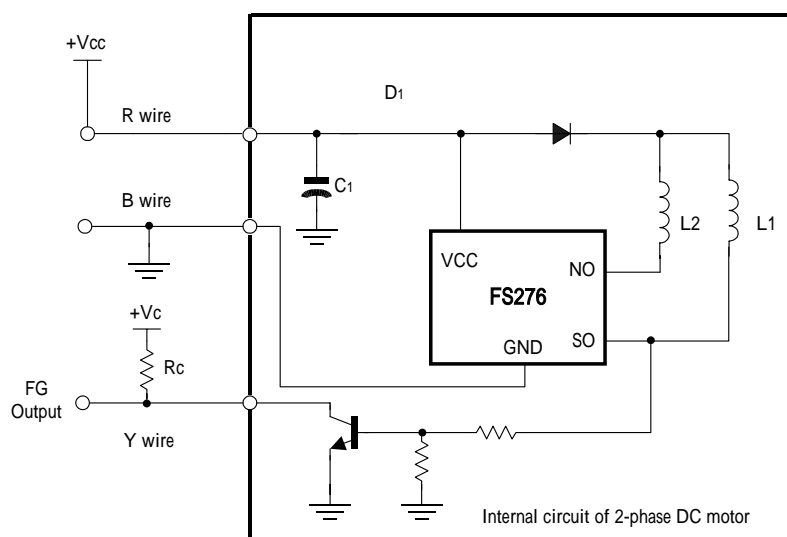 +Vcc
D1
R wire
C1
B wire
L2
L1
VCC
NO
FS276
SO
GND
+Vc
Rc
FG
Output
Y wire
Internal circuit of 2-phase DC motor